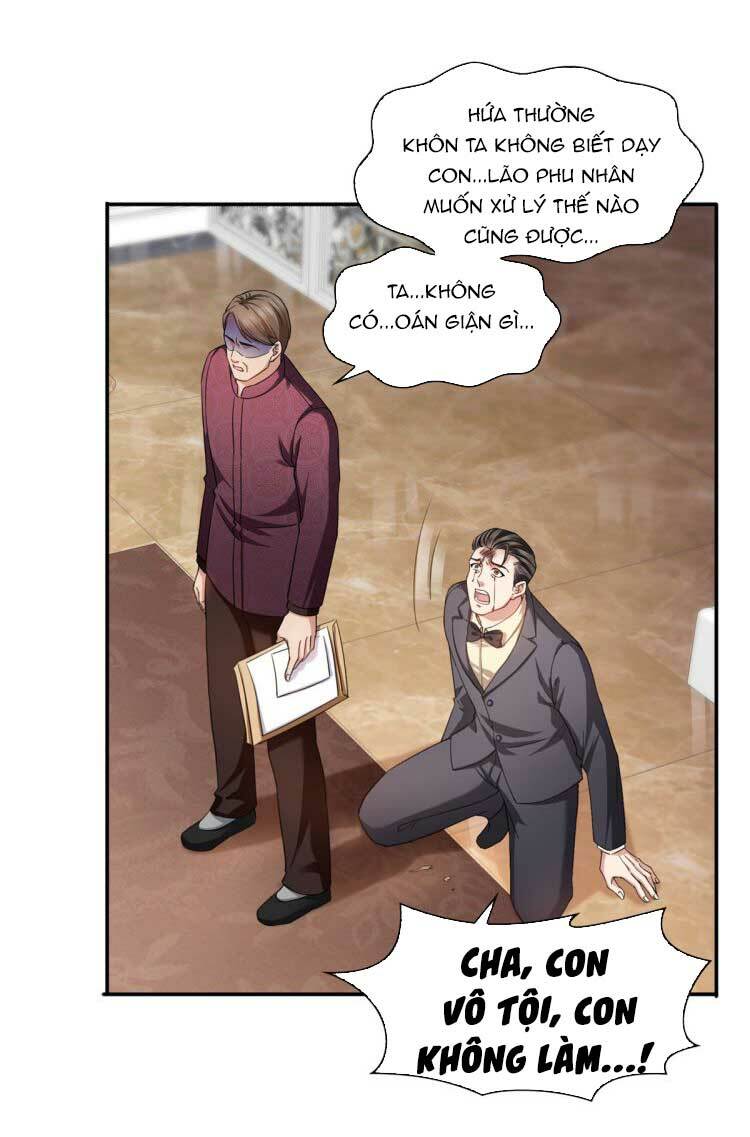 HỨA THƯỜNG
KHÔN TA KHÔNG BIẾT DẠY
CON...LÃO PHU NHÂN
MUỐN XỬ LÝ THẾ NÀO
CŨNG ĐƯỢC...
TA...KHÔNG
CÓ...OÁN GIẬN GÌ...
CHA, CON
VÔ TỘI, CON
KHÔNG LÀM...!